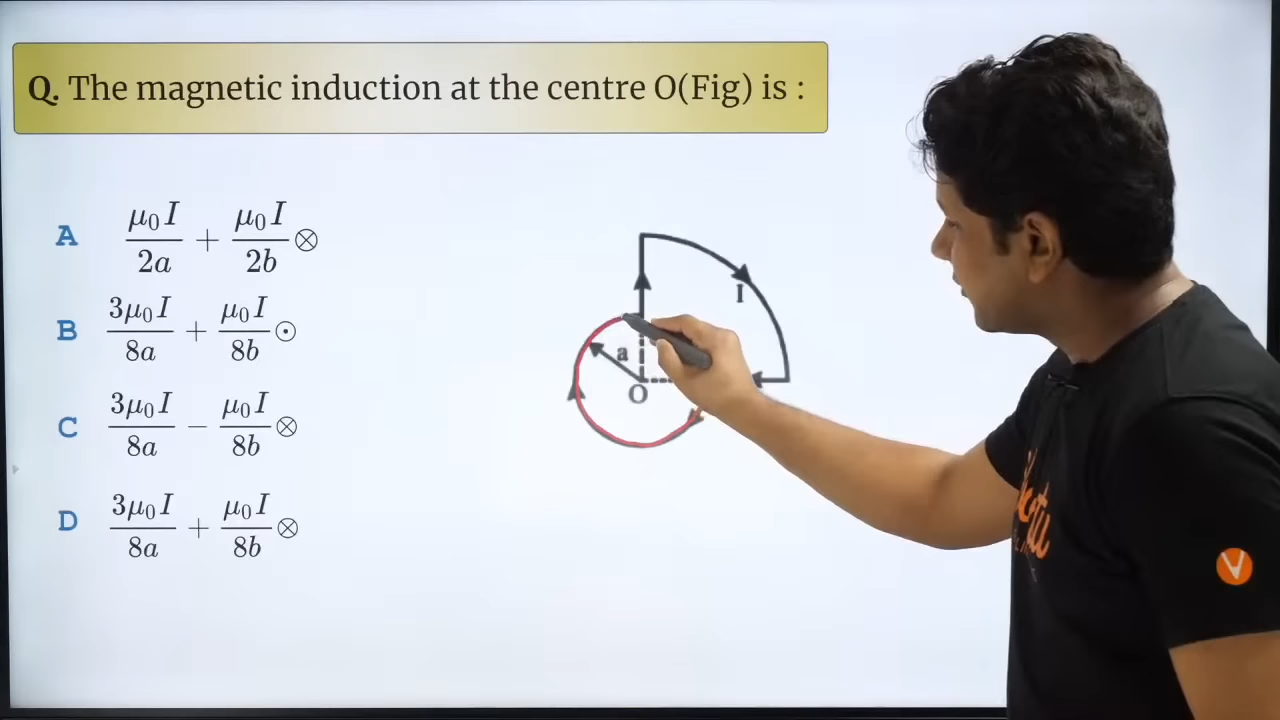 Q. The magnetic induction at the centre O(Fig) is :
A μ₀I/2a + μ₀I/2b ⊗
B 3μ₀I/8a + μ₀I/8b ⊙
C 3μ₀I/8a − μ₀I/8b ⊗
D 3μ₀I/8a + μ₀I/8b ⊗
I
a
O
V